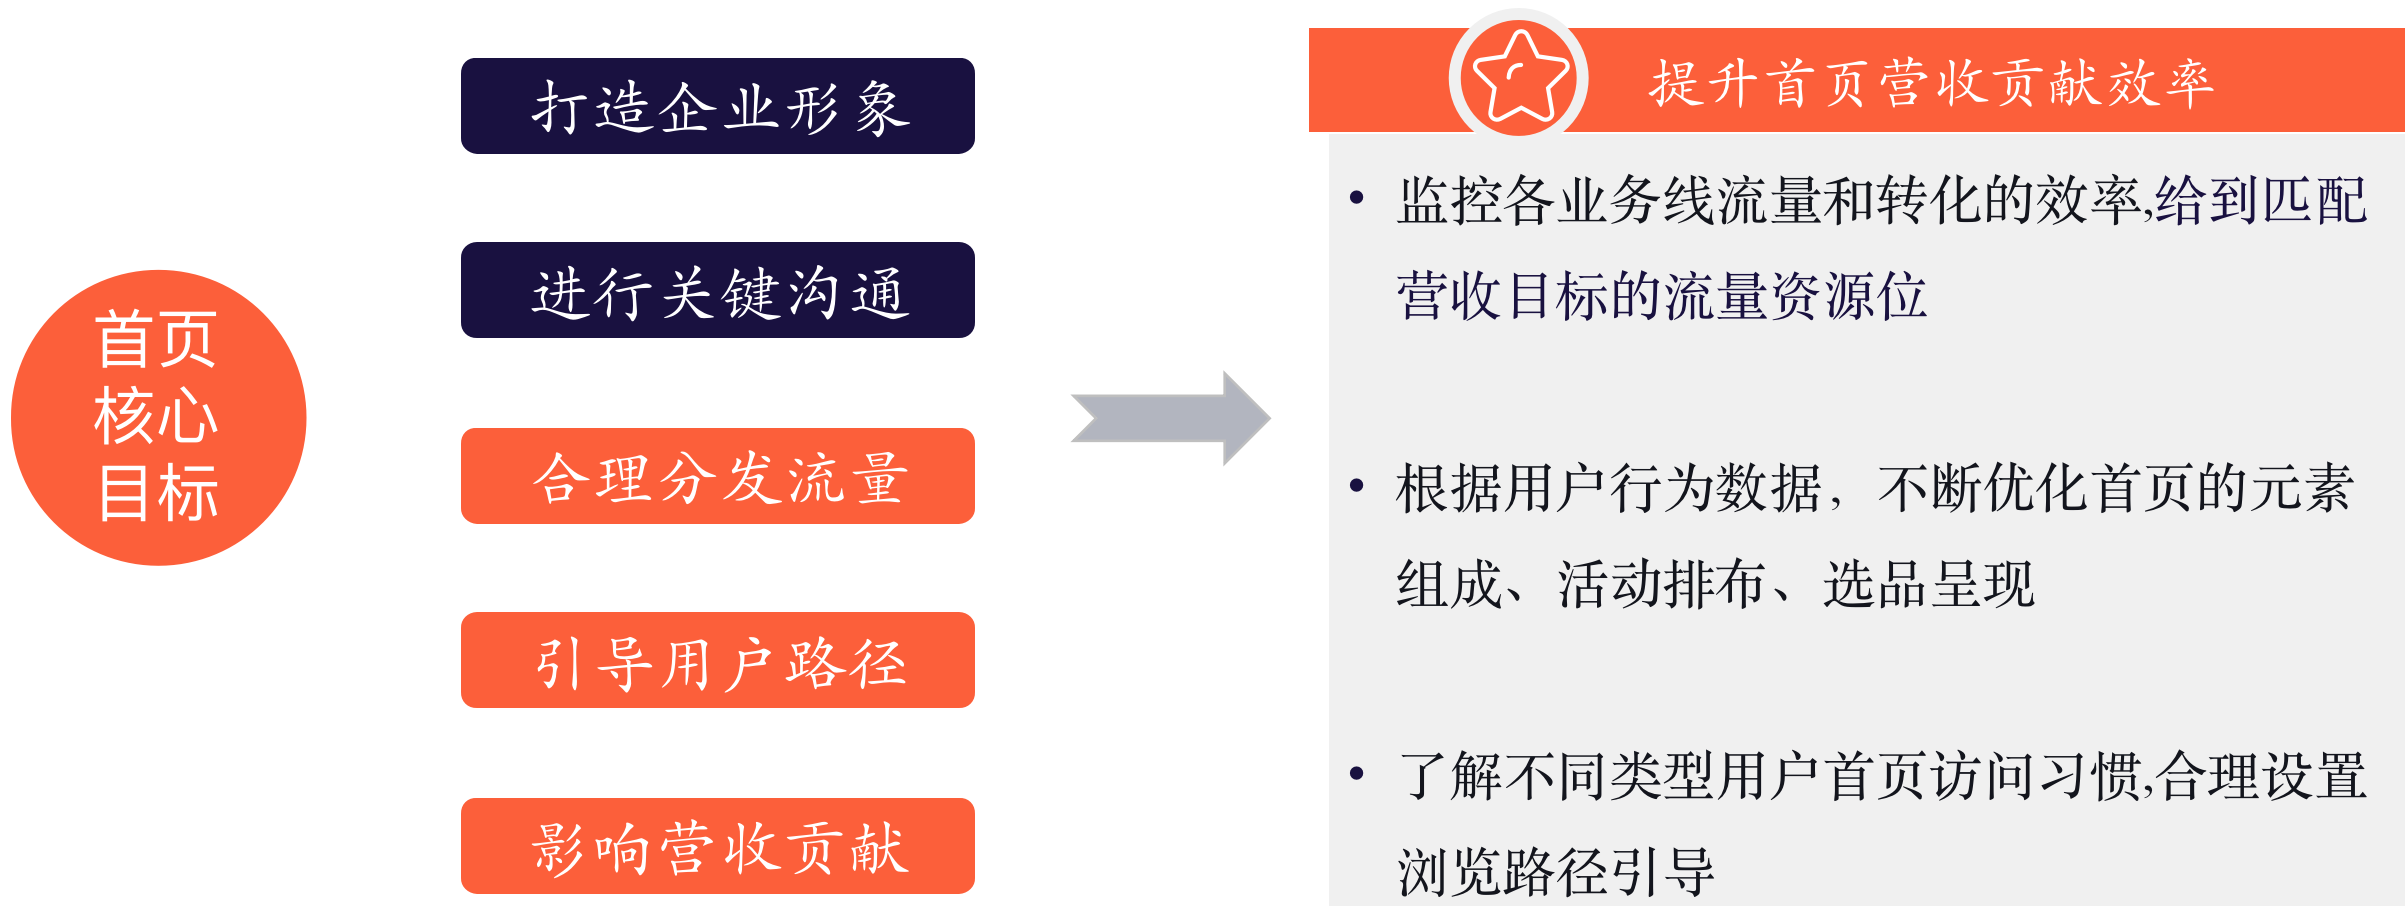 首页
核心
目标
打造企业形象
进行关键沟通
合理分发流量
引导用户路径
影响营收贡献
提升首页营收贡献效率
• 监控各业务线流量和转化的效率,给到匹配
营收目标的流量资源位
• 根据用户行为数据，不断优化首页的元素
组成、活动排布、选品呈现
• 了解不同类型用户首页访问习惯,合理设置
浏览路径引导